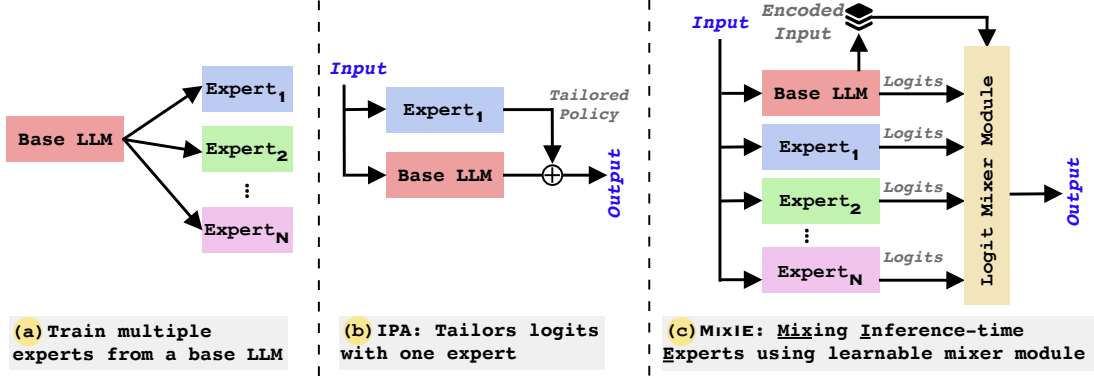 Base LLM
Expert1
Expert2
...
ExpertN
(a) Train multiple
experts from a base LLM
Input
Expert1
Base LLM
Tailored
Policy
Output
(b) IPA: Tailors logits
with one expert
Input
Encoded
Input
Base LLM
Logits
Expert1
Logits
Expert2
Logits
...
ExpertN
Logits
Logit Mixer Module
Output
(c) MIXIE: Mixing Inference-time
Experts using learnable mixer module